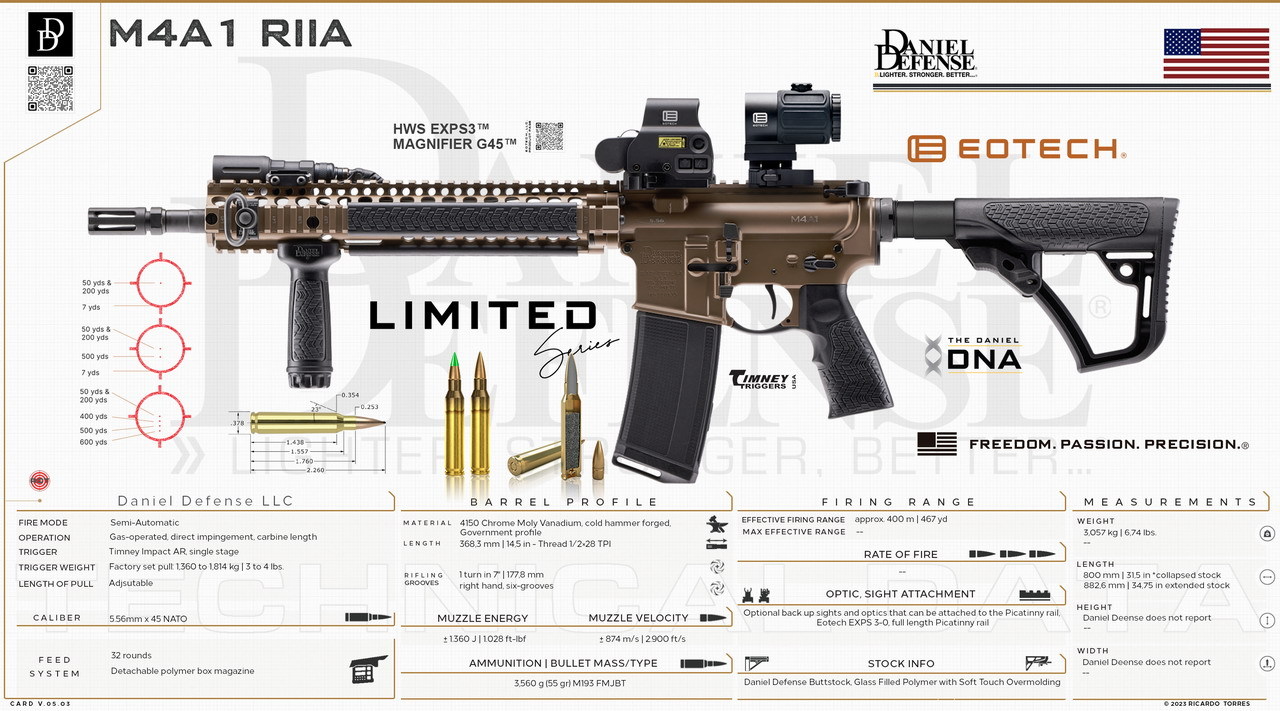 M4A1 RIIA
DANIEL
DEFENSE
LIGHTER. STRONGER. BETTER...
HWS EXPS3™
MAGNIFIER G45™
EOTECH
EOTECH
EOTECH
EOTECH®
DANIEL
DEFENSE
M4A1
50 yds &
200 yds
7 yds
50 yds &
200 yds
500 yds
7 yds
50 yds &
200 yds
400 yds
500 yds
600 yds
LIMITED
Series
.378
23°
0.354
0.253
1.438
1.557
1.760
2.260
TIMNEY
TRIGGERS
USA
THE DANIEL
DNA
FREEDOM. PASSION. PRECISION.®
DANIEL
DEFENSE®
» LIGHTER, STRONGER, BETTER...
TECHNICAL DATA
Daniel Defense LLC
FIRE MODE Semi-Automatic
OPERATION Gas-operated, direct impingement, carbine length
TRIGGER Timney Impact AR, single stage
TRIGGER WEIGHT Factory set pull: 1,360 to 1,814 kg | 3 to 4 lbs.
LENGTH OF PULL Adjsutable
CALIBER 5.56mm x 45 NATO
FEED
SYSTEM
32 rounds
Detachable polymer box magazine
BARREL PROFILE
MATERIAL 4150 Chrome Moly Vanadium, cold hammer forged,
Government profile
LENGTH 368,3 mm | 14,5 in - Thread 1/2×28 TPI
RIFLING
GROOVES
1 turn in 7" | 177,8 mm
right hand, six-grooves
MUZZLE ENERGY MUZZLE VELOCITY
± 1.360 J | 1.028 ft-lbf ± 874 m/s | 2.900 ft/s
AMMUNITION | BULLET MASS/TYPE
3,560 g (55 gr) M193 FMJBT
FIRING RANGE
EFFECTIVE FIRING RANGE approx. 400 m | 467 yd
MAX EFFECTIVE RANGE --
RATE OF FIRE
--
OPTIC, SIGHT ATTACHMENT
Optional back up sights and optics that can be attached to the Picatinny rail.
Eotech EXPS 3-0, full length Picatinny rail
STOCK INFO
Daniel Defense Buttstock, Glass Filled Polymer with Soft Touch Overmolding
MEASUREMENTS
WEIGHT
3,057 kg | 7,14 lbs.
--
LENGTH
800 mm | 31,5 in *collapsed stock
882,6 mm | 34,75 in extended stock
HEIGHT
Daniel Defense does not report
--
WIDTH
Daniel Deense does not report
--
CARD V.05.03
© 2023 RICARDO TORRES